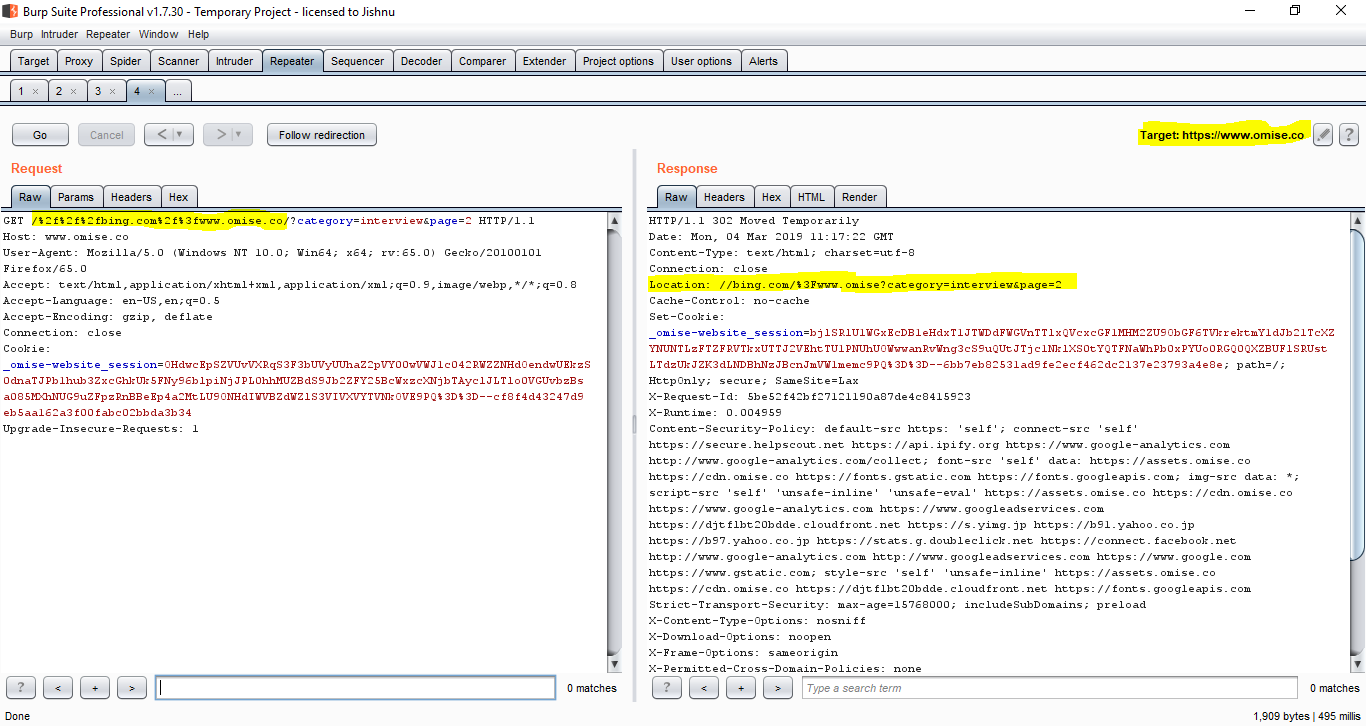 Burp Suite Professional v1.7.30 - Temporary Project - licensed to Jishnu
Burp Intruder Repeater Window Help
Target Proxy Spider Scanner Intruder Repeater Sequencer Decoder Comparer Extender Project options User options Alerts
1 × 2 × 3 × 4 × ...
Go Cancel < > Follow redirection Target: https://www.omise.co ?
Request
Raw Params Headers Hex
GET /%2f%2f%2fbing.com%2f%3fwww.omise.co/?category=interview&page=2 HTTP/1.1
Host: www.omise.co
User-Agent: Mozilla/5.0 (Windows NT 10.0; Win64; x64; rv:65.0) Gecko/20100101
Firefox/65.0
Accept: text/html,application/xhtml+xml,application/xml;q=0.9,image/webp,*/*;q=0.8
Accept-Language: en-US,en;q=0.5
Accept-Encoding: gzip, deflate
Connection: close
Cookie:
Upgrade-Insecure-Requests: 1
? < + > 0 matches
Response
Raw Headers Hex HTML Render
HTTP/1.1 302 Moved Temporarily
Date: Mon, 04 Mar 2019 11:17:22 GMT
Content-Type: text/html; charset=utf-8
Connection: close
Location: //bing.com/%3Fwww.omise?category=interview&page=2
Cache-Control: no-cache
Set-Cookie:
path=/;
HttpOnly; secure; SameSite=Lax
X-Request-Id: 5be52f42bf27121190a87de4c8415923
X-Runtime: 0.004959
Content-Security-Policy: default-src https: 'self'; connect-src 'self'
https://secure.helpscout.net https://api.ipify.org https://www.google-analytics.com
http://www.google-analytics.com/collect; font-src 'self' data: https://assets.omise.co
https://cdn.omise.co https://fonts.gstatic.com https://fonts.googleapis.com; img-src data: *;
script-src 'self' 'unsafe-inline' 'unsafe-eval' https://assets.omise.co https://cdn.omise.co
https://www.google-analytics.com https://www.googleadservices.com
https://djtflbt20bdde.cloudfront.net https://s.yimg.jp https://b91.yahoo.co.jp
https://b97.yahoo.co.jp https://stats.g.doubleclick.net https://connect.facebook.net
http://www.google-analytics.com http://www.googleadservices.com https://www.google.com
https://www.gstatic.com; style-src 'self' 'unsafe-inline' https://assets.omise.co
https://cdn.omise.co https://djtflbt20bdde.cloudfront.net https://fonts.googleapis.com
Strict-Transport-Security: max-age=15768000; includeSubDomains; preload
X-Content-Type-Options: nosniff
X-Download-Options: noopen
X-Frame-Options: sameorigin
X-Permitted-Cross-Domain-Policies: none
? < + > Type a search term 0 matches
Done 1,909 bytes | 495 millis